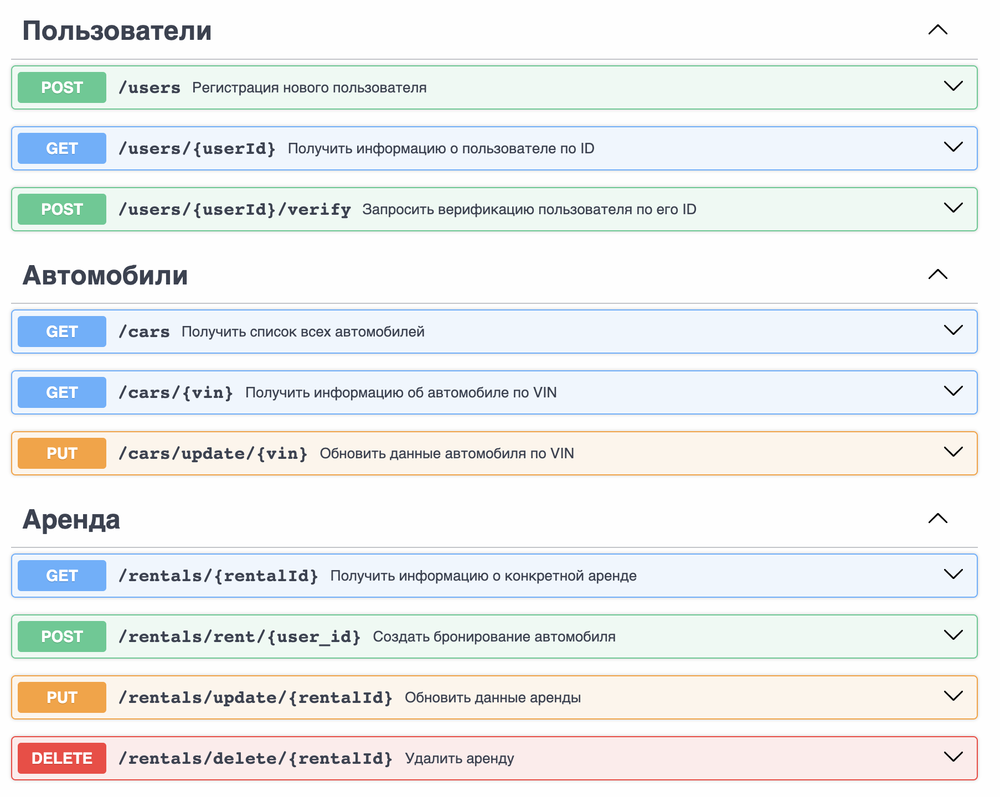 Пользователи
POST /users Регистрация нового пользователя
GET /users/{userId} Получить информацию о пользователе по ID
POST /users/{userId}/verify Запросить верификацию пользователя по его ID
Автомобили
GET /cars Получить список всех автомобилей
GET /cars/{vin} Получить информацию об автомобиле по VIN
PUT /cars/update/{vin} Обновить данные автомобиля по VIN
Аренда
GET /rentals/{rentalId} Получить информацию о конкретной аренде
POST /rentals/rent/{user_id} Создать бронирование автомобиля
PUT /rentals/update/{rentalId} Обновить данные аренды
DELETE /rentals/delete/{rentalId} Удалить аренду